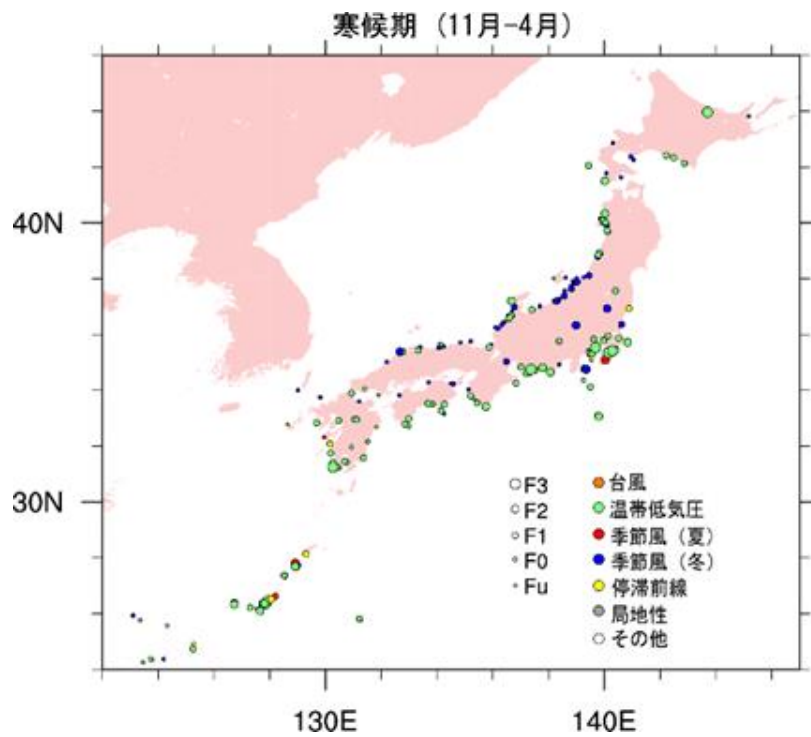 寒候期 (11月-4月)
40N
30N
130E
140E
F3
F2
F1
F0
Fu
台風
温帯低気圧
季節風 (夏)
季節風 (冬)
停滞前線
局地性
その他